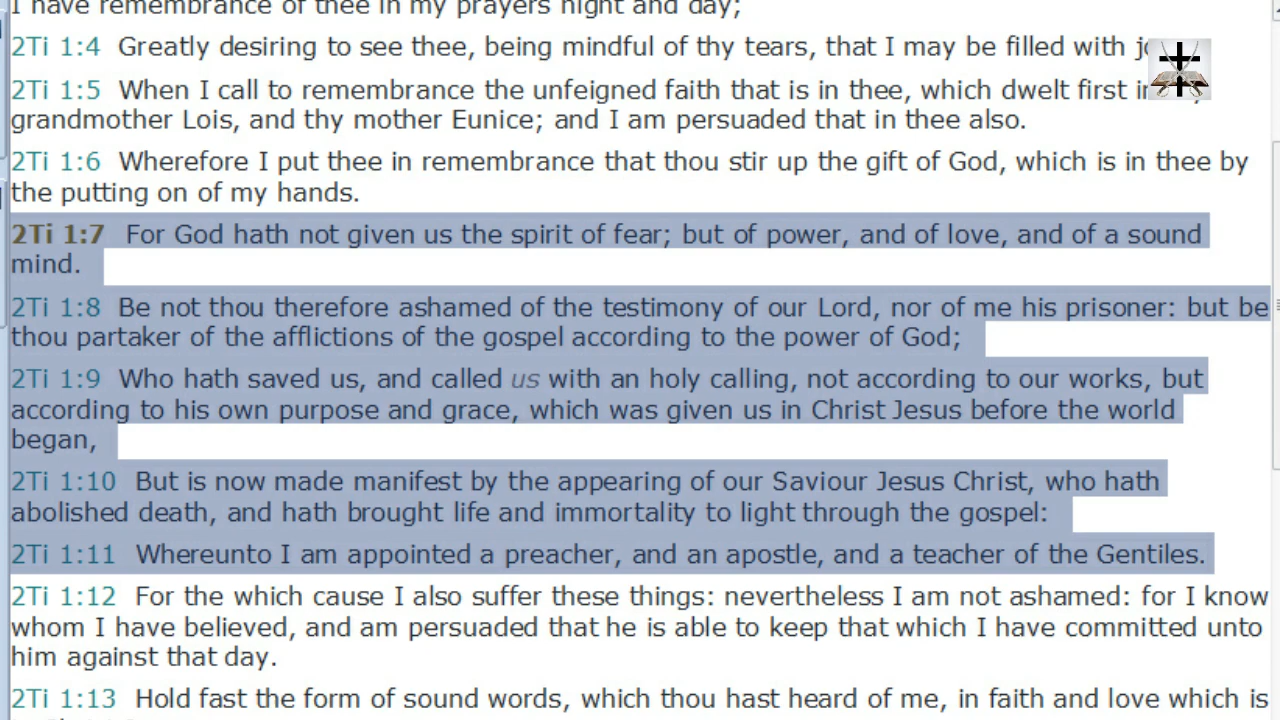 I have remembrance of thee in my prayers night and day;
2Ti 1:4 Greatly desiring to see thee, being mindful of thy tears, that I may be filled with
2Ti 1:5 When I call to remembrance the unfeigned faith that is in thee, which dwelt first
grandmother Lois, and thy mother Eunice; and I am persuaded that in thee also.
2Ti 1:6 Wherefore I put thee in remembrance that thou stir up the gift of God, which is in thee by
the putting on of my hands.
2Ti 1:7 For God hath not given us the spirit of fear; but of power, and of love, and of a sound
mind.
2Ti 1:8 Be not thou therefore ashamed of the testimony of our Lord, nor of me his prisoner: but be
thou partaker of the afflictions of the gospel according to the power of God;
2Ti 1:9 Who hath saved us, and called us with an holy calling, not according to our works, but
according to his own purpose and grace, which was given us in Christ Jesus before the world
began,
2Ti 1:10 But is now made manifest by the appearing of our Saviour Jesus Christ, who hath
abolished death, and hath brought life and immortality to light through the gospel:
2Ti 1:11 Whereunto I am appointed a preacher, and an apostle, and a teacher of the Gentiles.
2Ti 1:12 For the which cause I also suffer these things: nevertheless I am not ashamed: for I know
whom I have believed, and am persuaded that he is able to keep that which I have committed unto
him against that day.
2Ti 1:13 Hold fast the form of sound words, which thou hast heard of me, in faith and love which is